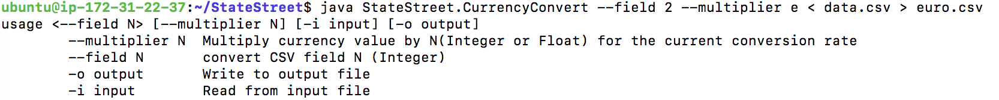 ubuntu@ip-172-31-22-37:~/StateStreet$ java StateStreet.CurrencyConvert --field 2 --multiplier e < data.csv > euro.csv
usage <--field N> [--multiplier N] [-i input] [-o output]
        --multiplier N  Multiply currency value by N(Integer or Float) for the current conversion rate
        --field N       convert CSV field N (Integer)
        -o output       Write to output file
        -i input        Read from input file